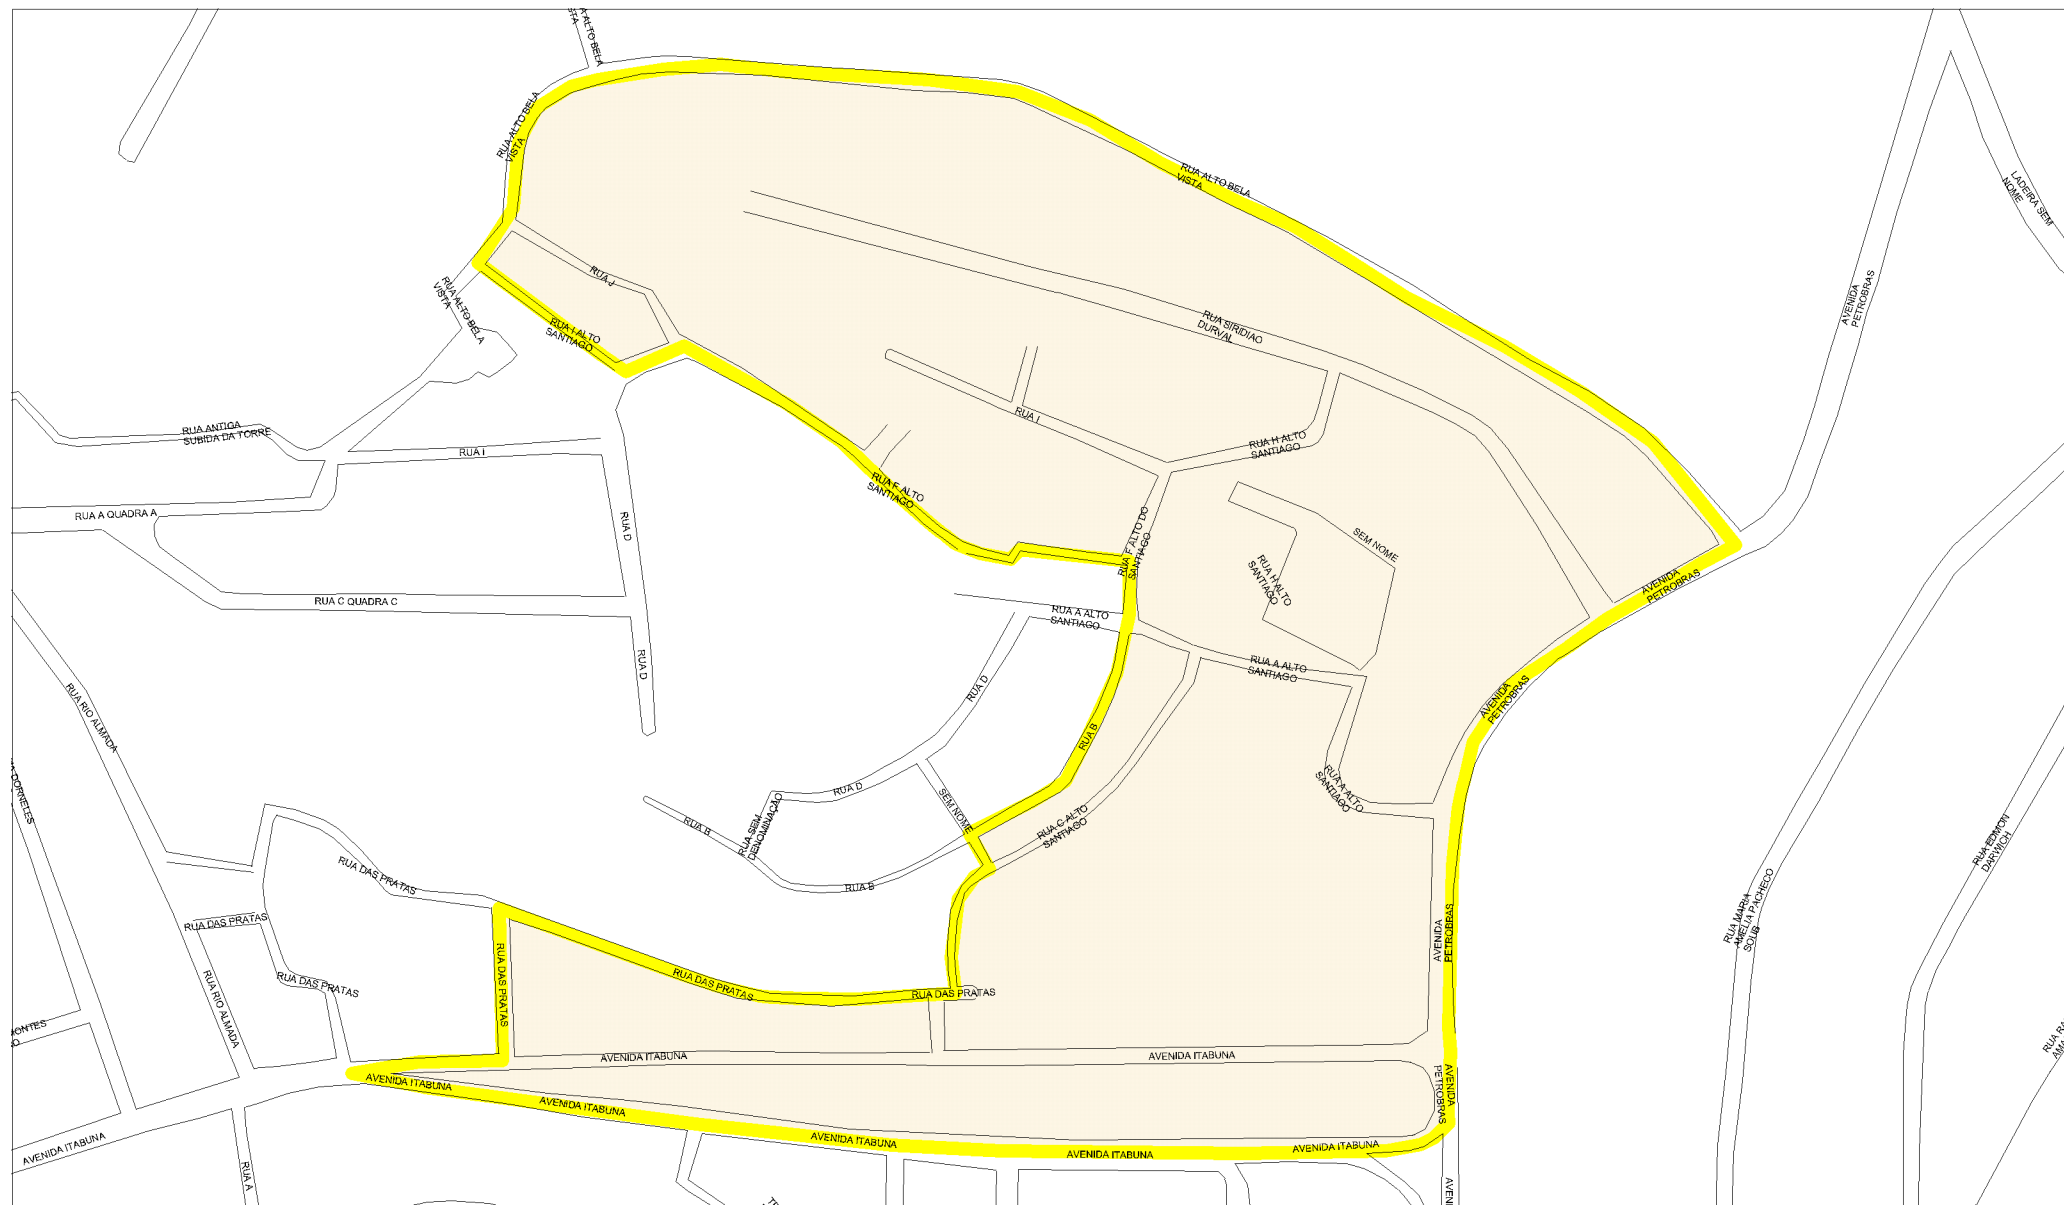 RUA ALTO BELA
VISTA
RUA ALTO BELA
VISTA
RUA ALTO BELA
VISTA
LADEIRA SEM
NOME
RUA J
RUA ALTO BELA
VISTA
AVENIDA
PETROBRAS
RUA I ALTO
SANTIAGO
RUA SIRIDIAO
DURVAL
RUA I
RUA ANTIGA
SUBIDA DA TORRE
RUA I
RUA H ALTO
SANTIAGO
RUA F ALTO
SANTIAGO
RUA A QUADRA A
RUA D
RUA F ALTO DO
SANTIAGO
SEM NOME
RUA H ALTO
SANTIAGO
AVENIDA
PETROBRAS
RUA C QUADRA C
RUA A ALTO
SANTIAGO
RUA D
RUA A ALTO
SANTIAGO
RUA D
RUA RIO ALMADA
AVENIDA
PETROBRAS
RUA B
DORNELES
RUA D
RUA A ALTO
SANTIAGO
SEM NOME
RUA B
RUA SEM
DENOMINAÇÃO
RUA C ALTO
SANTIAGO
RUA EDMON
DARWICH
RUA DAS PRATAS
RUA B
RUA MARIA
AMELIA PACHECO
SOUB
RUA DAS PRATAS
AVENIDA
PETROBRAS
RUA DAS PRATAS
RUA DAS PRATAS
RUA DAS PRATAS
RUA DAS PRATAS
RUA RIO ALMADA
AVENIDA ITABUNA
AVENIDA ITABUNA
AVENIDA
PETROBRAS
AVENIDA ITABUNA
AVENIDA ITABUNA
AVENIDA ITABUNA
AVENIDA ITABUNA
AVENIDA ITABUNA
AVENIDA ITABUNA
RUA A
AVENI